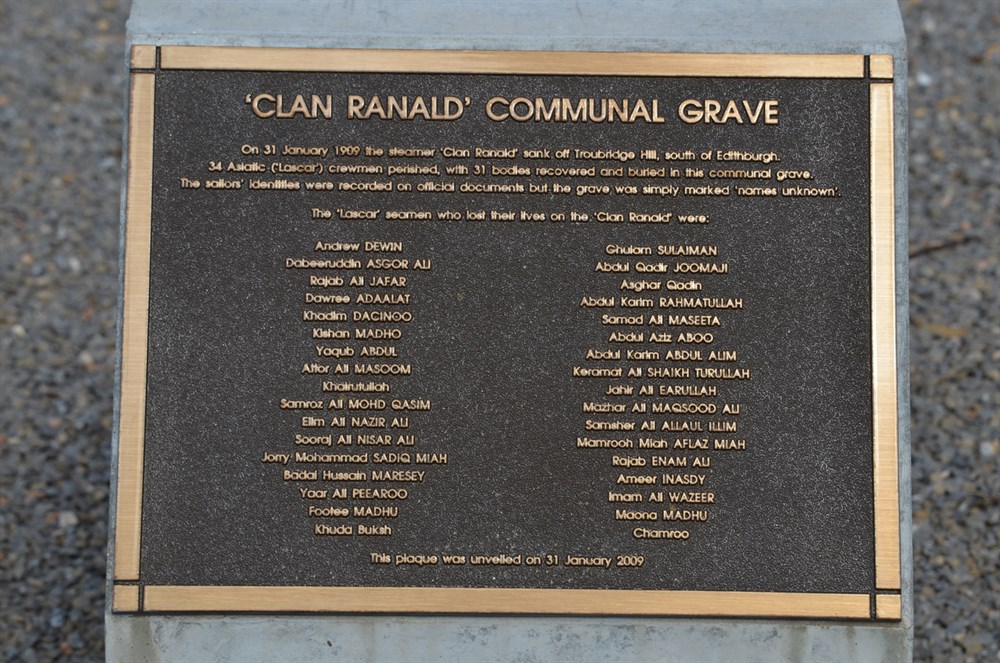 'CLAN RANALD' COMMUNAL GRAVE
On 31 January 1909 the steamer 'Clan Ranald' sank off Troubridge Hill, south of Edithburgh.
34 Asiatic ('Lascar') crewmen perished, with 31 bodies recovered and buried in this communal grave.
The sailors' identities were recorded on official documents but the grave was simply marked 'names unknown'.
The 'Lascar' seamen who lost their lives on the 'Clan Ranald' were:
Andrew DEWIN
Dabeeruddin ASGOR ALI
Rajab Ali JAFAR
Dawree ADAALAT
Khadim DACINOO
Kishan MADHO
Yaqub ABDUL
Attor Ali MASOOM
Khairutullah
Samroz Ali MOHD QASIM
Elim Ali NAZIR ALI
Sooraj Ali NISAR ALI
Jorry Mohammad SADIQ MIAH
Badal Hussain MARESEY
Yaar Ali PEEAROO
Footee MADHU
Khuda Buksh
Ghulam SULAIMAN
Abdul Qadir JOOMAJI
Asghar Qadin
Abdul Karim RAHMATULLAH
Samad Ali MASEETA
Abdul Aziz ABOO
Abdul Karim ABDUL ALIM
Keramat Ali SHAIKH TURULLAH
Jahir Ali EARULLAH
Mazhar Ali MAQSOOD ALI
Samsher Ali ALLAUL ILLIM
Mamrooh Miah AFLAZ MIAH
Rajab ENAM ALI
Ameer INASDY
Imam Ali WAZEER
Maona MADHU
Chamroo
This plaque was unveiled on 31 January 2009